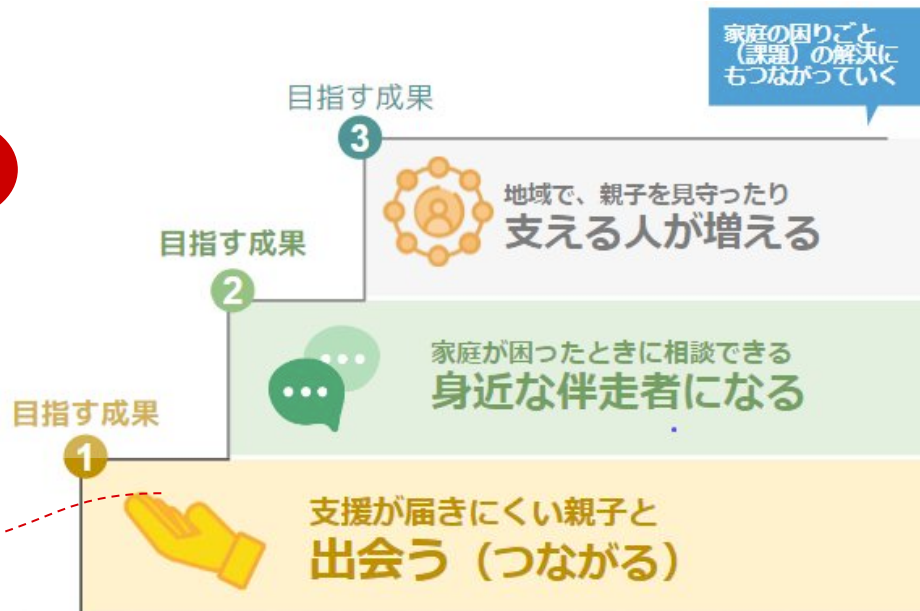 家庭の困りごと
（課題）の解決に
もつながっていく
目指す成果
3
地域で、親子を見守ったり
支える人が増える
目指す成果
2
家庭が困ったときに相談できる
身近な伴走者になる
目指す成果
1
支援が届きにくい親子と
出会う（つながる）